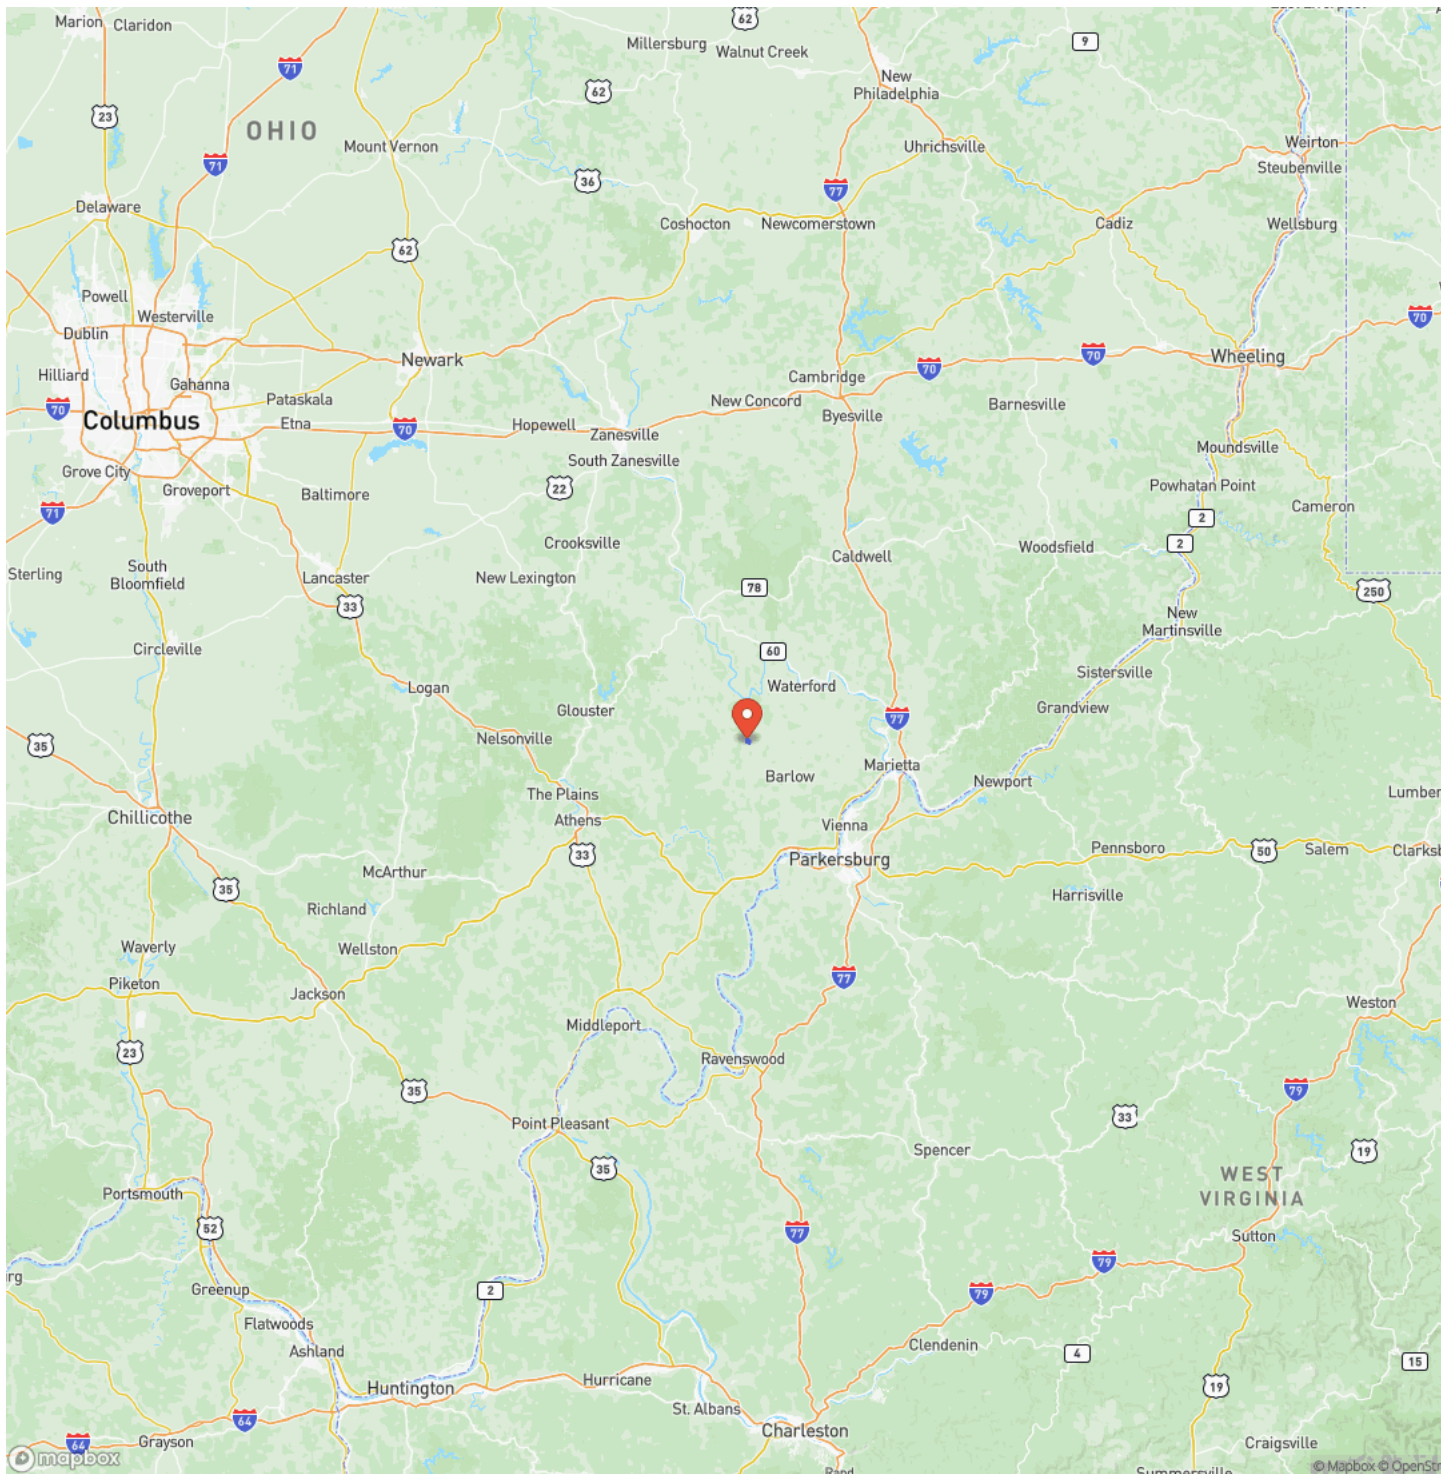 Marion
Claridon
62
Millersburg
Walnut Creek
9
71
62
New
Philadelphia
23
OHIO
Mount Vernon
Uhrichsville
Weirton
Steubenville
71
36
77
Delaware
Coshocton
Newcomerstown
Cadiz
Wellsburg
62
Powell
Westerville
Dublin
70
Newark
Wheeling
Hilliard
Gahanna
Cambridge
70
70
Pataskala
New Concord
Barnesville
70
Columbus
Etna
70
Hopewell
Zanesville
Byesville
Grove City
South Zanesville
Moundsville
Groveport
Baltimore
22
Powhatan Point
Cameron
71
2
Crooksville
2
Caldwell
Woodsfield
Sterling
South
Bloomfield
Lancaster
New Lexington
78
33
250
New
Martinsville
Circleville
60
Sistersville
Logan
Waterford
Glouster
Grandview
35
Nelsonville
77
Marietta
Barlow
Newport
The Plains
Lumber
Chillicothe
Athens
Vienna
33
Parkersburg
Pennsboro
50
Salem
Clarksb
McArthur
35
Harrisville
Richland
Waverly
Wellston
Piketon
Jackson
77
Weston
Middleport
23
Ravenswood
35
79
Point Pleasant
33
Spencer
19
35
WEST
VIRGINIA
Portsmouth
52
77
Sutton
79
rg
Greenup
2
79
Flatwoods
Clendenin
Ashland
4
15
Huntington
Hurricane
19
St. Albans
64
Charleston
64
Grayson
Craigsville
mapbox
Rand
Summersville
© Mapbox © OpenStr